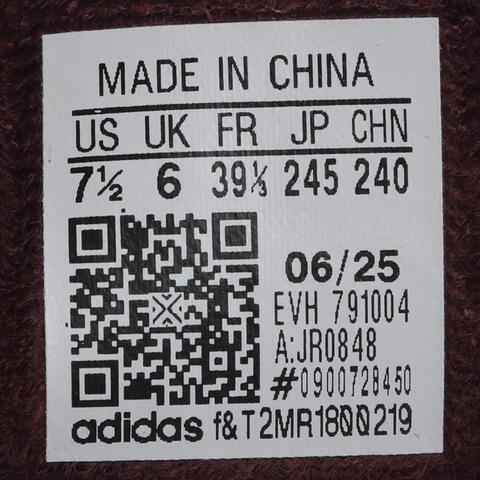 MADE IN CHINA
US UK FR JP CHN
7½ 6 39⅓ 245 240
06/25
EVH 791004
A:JR0848
#0900728450
adidas f&T2MR1800219